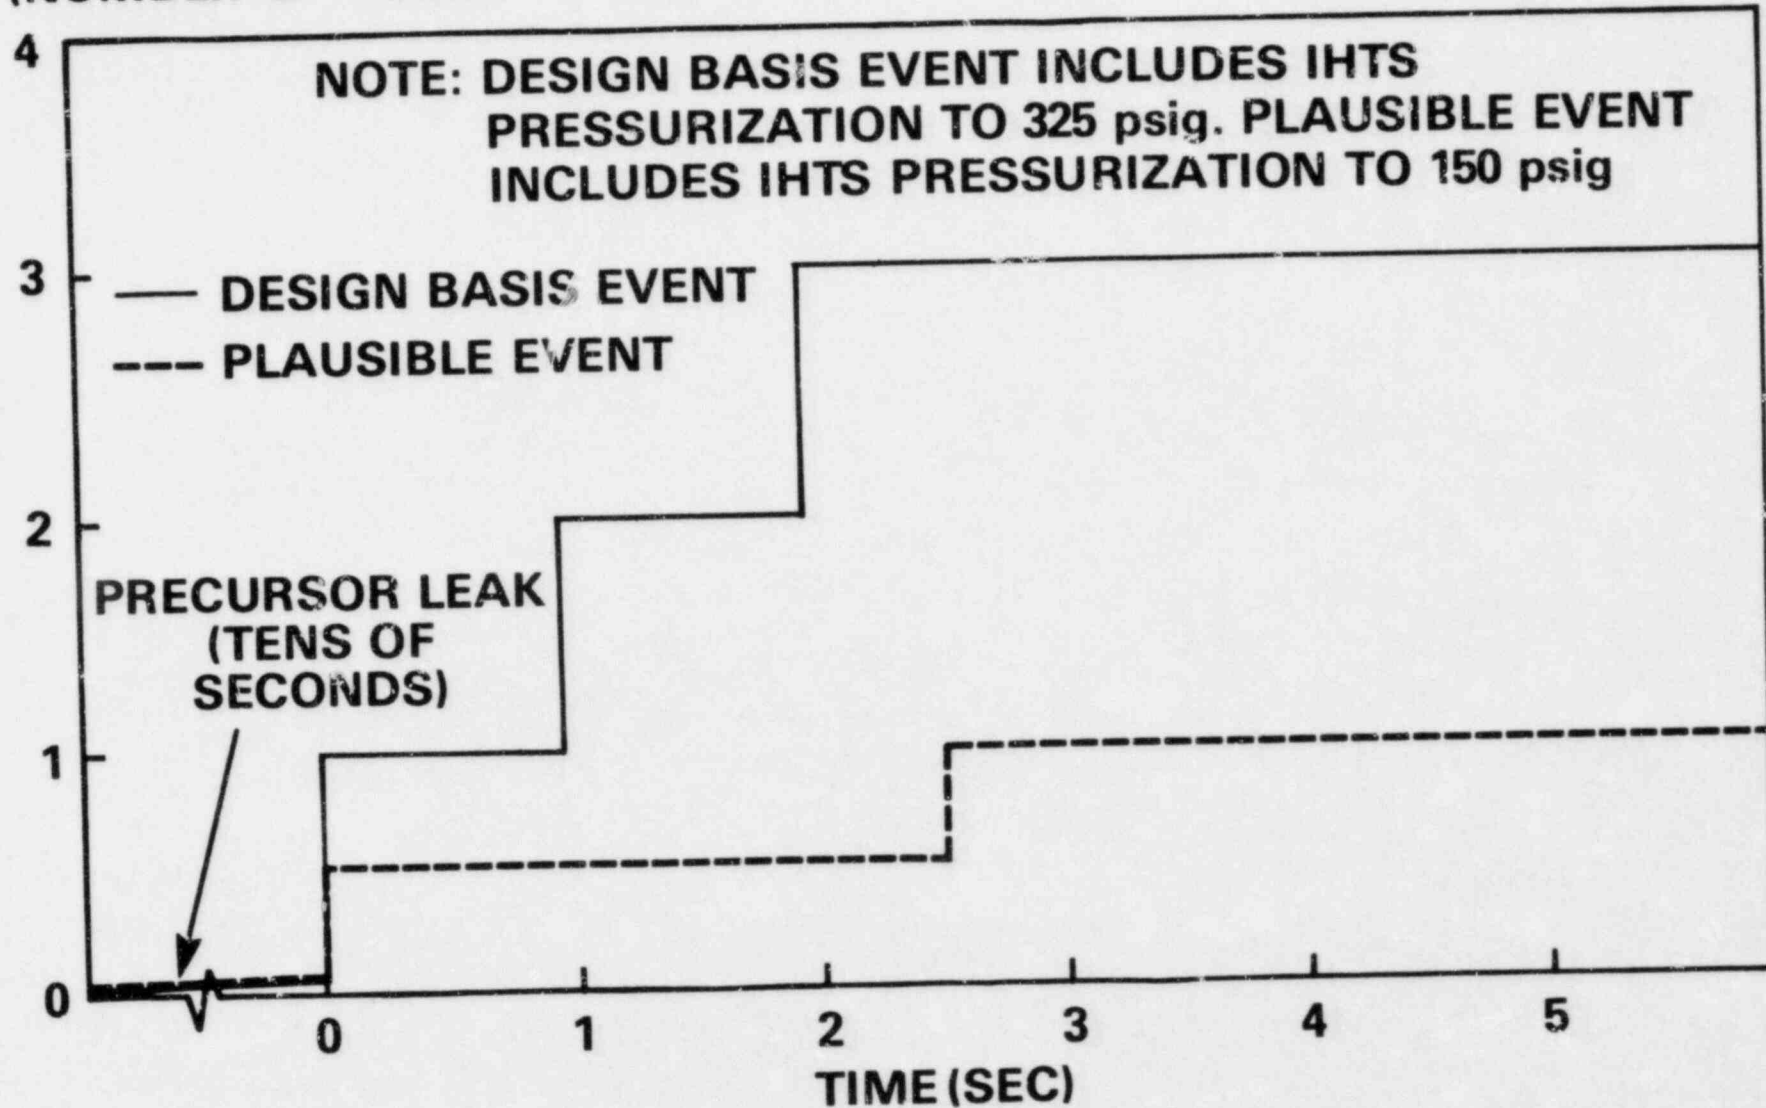 4
NOTE: DESIGN BASIS EVENT INCLUDES IHTS
PRESSURIZATION TO 325 psig. PLAUSIBLE EVENT
INCLUDES IHTS PRESSURIZATION TO 150 psig
3
DESIGN BASIS EVENT
PLAUSIBLE EVENT
2
PRECURSOR LEAK
(TENS OF
SECONDS)
1
0
0 1 2 3 4 5
TIME (SEC)